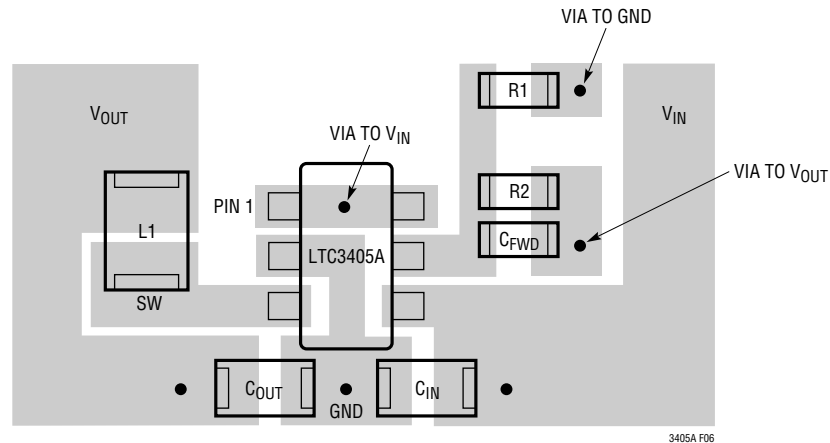 VIA TO GND
R1
VOUT
VIN
VIA TO VIN
VIA TO VOUT
PIN 1
R2
L1
CFWD
LTC3405A
SW
COUT
CIN
GND
3405A F06